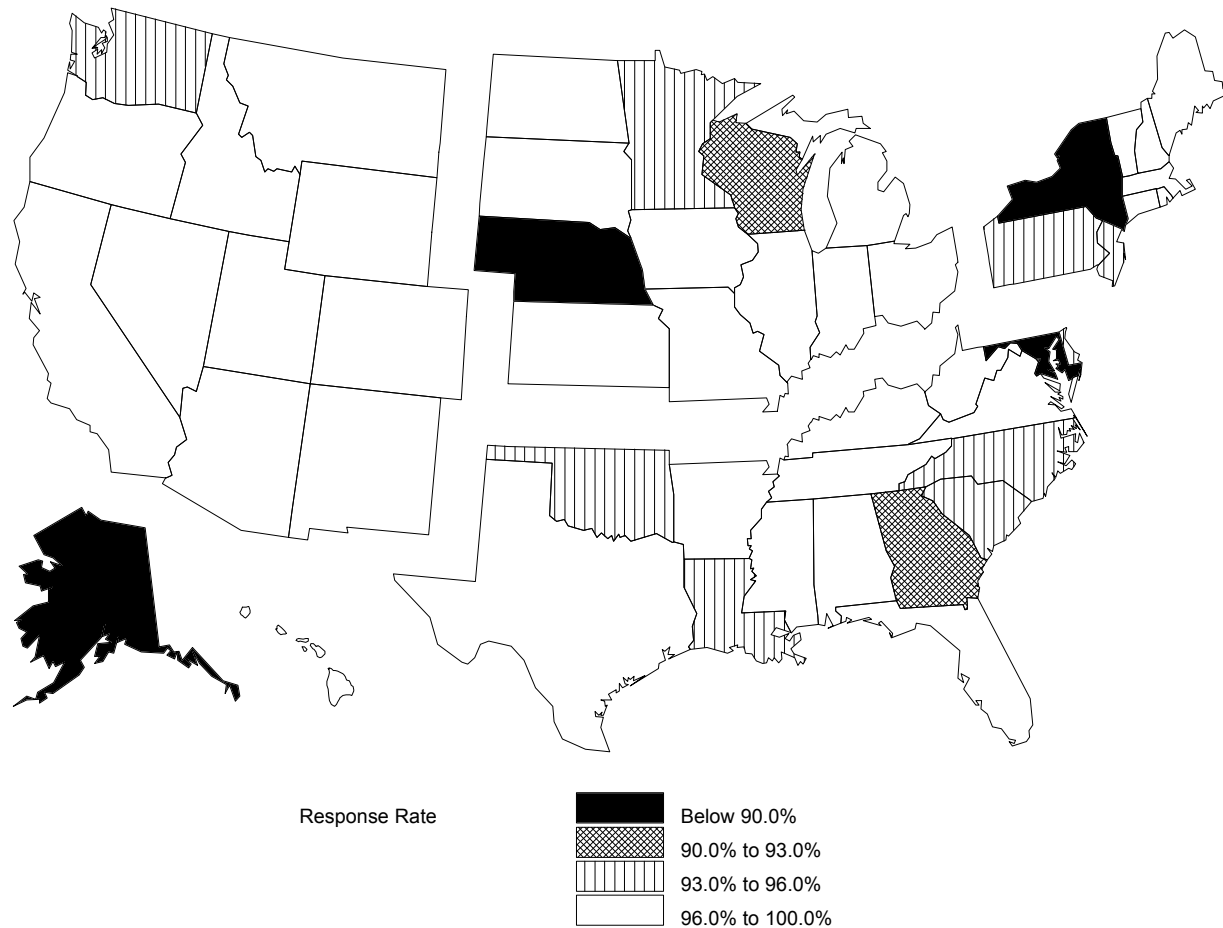 Response Rate
Below 90.0%
90.0% to 93.0%
93.0% to 96.0%
96.0% to 100.0%